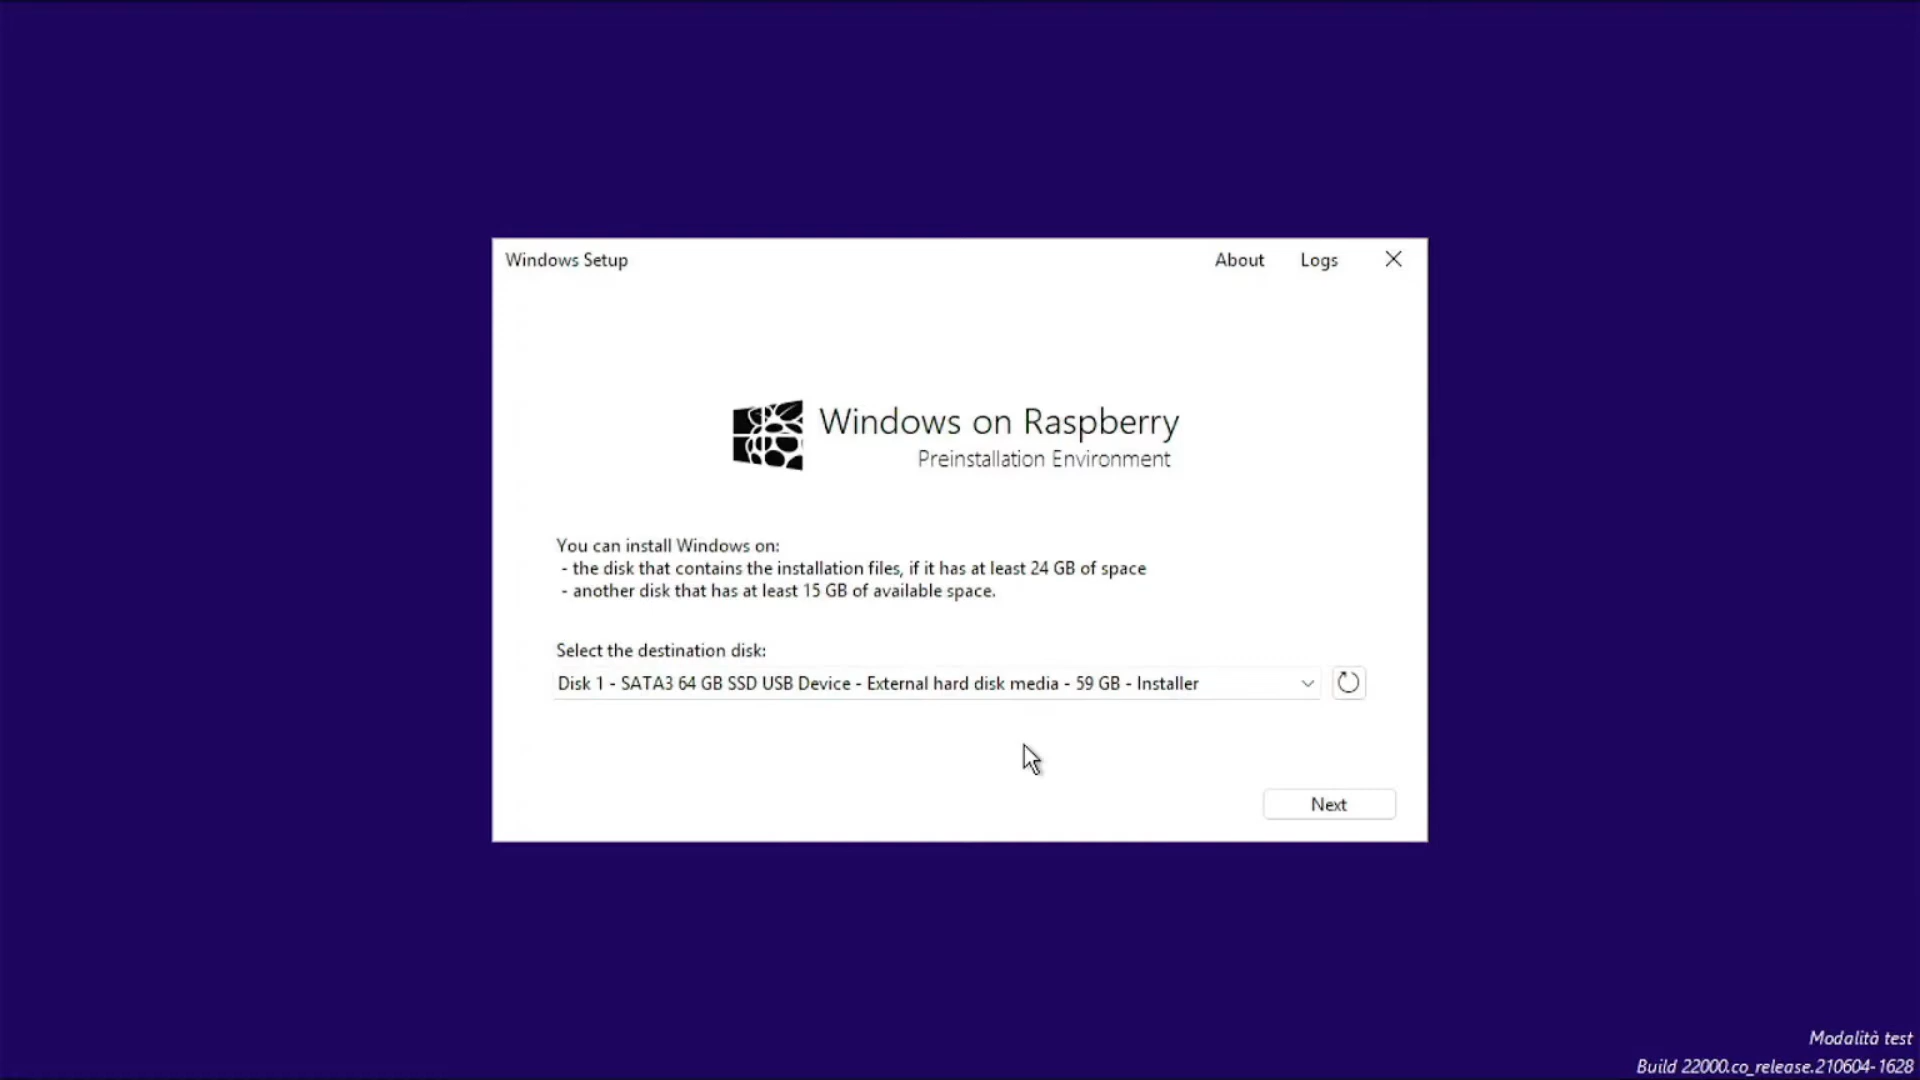 Windows Setup
About
Logs
Windows on Raspberry
Preinstallation Environment
You can install Windows on:
- the disk that contains the installation files, if it has at least 24 GB of space
- another disk that has at least 15 GB of available space.
Select the destination disk:
Disk 1 - SATA3 64 GB SSD USB Device - External hard disk media - 59 GB - Installer
Next
Modalità test
Build 22000.co_release.210604-1628